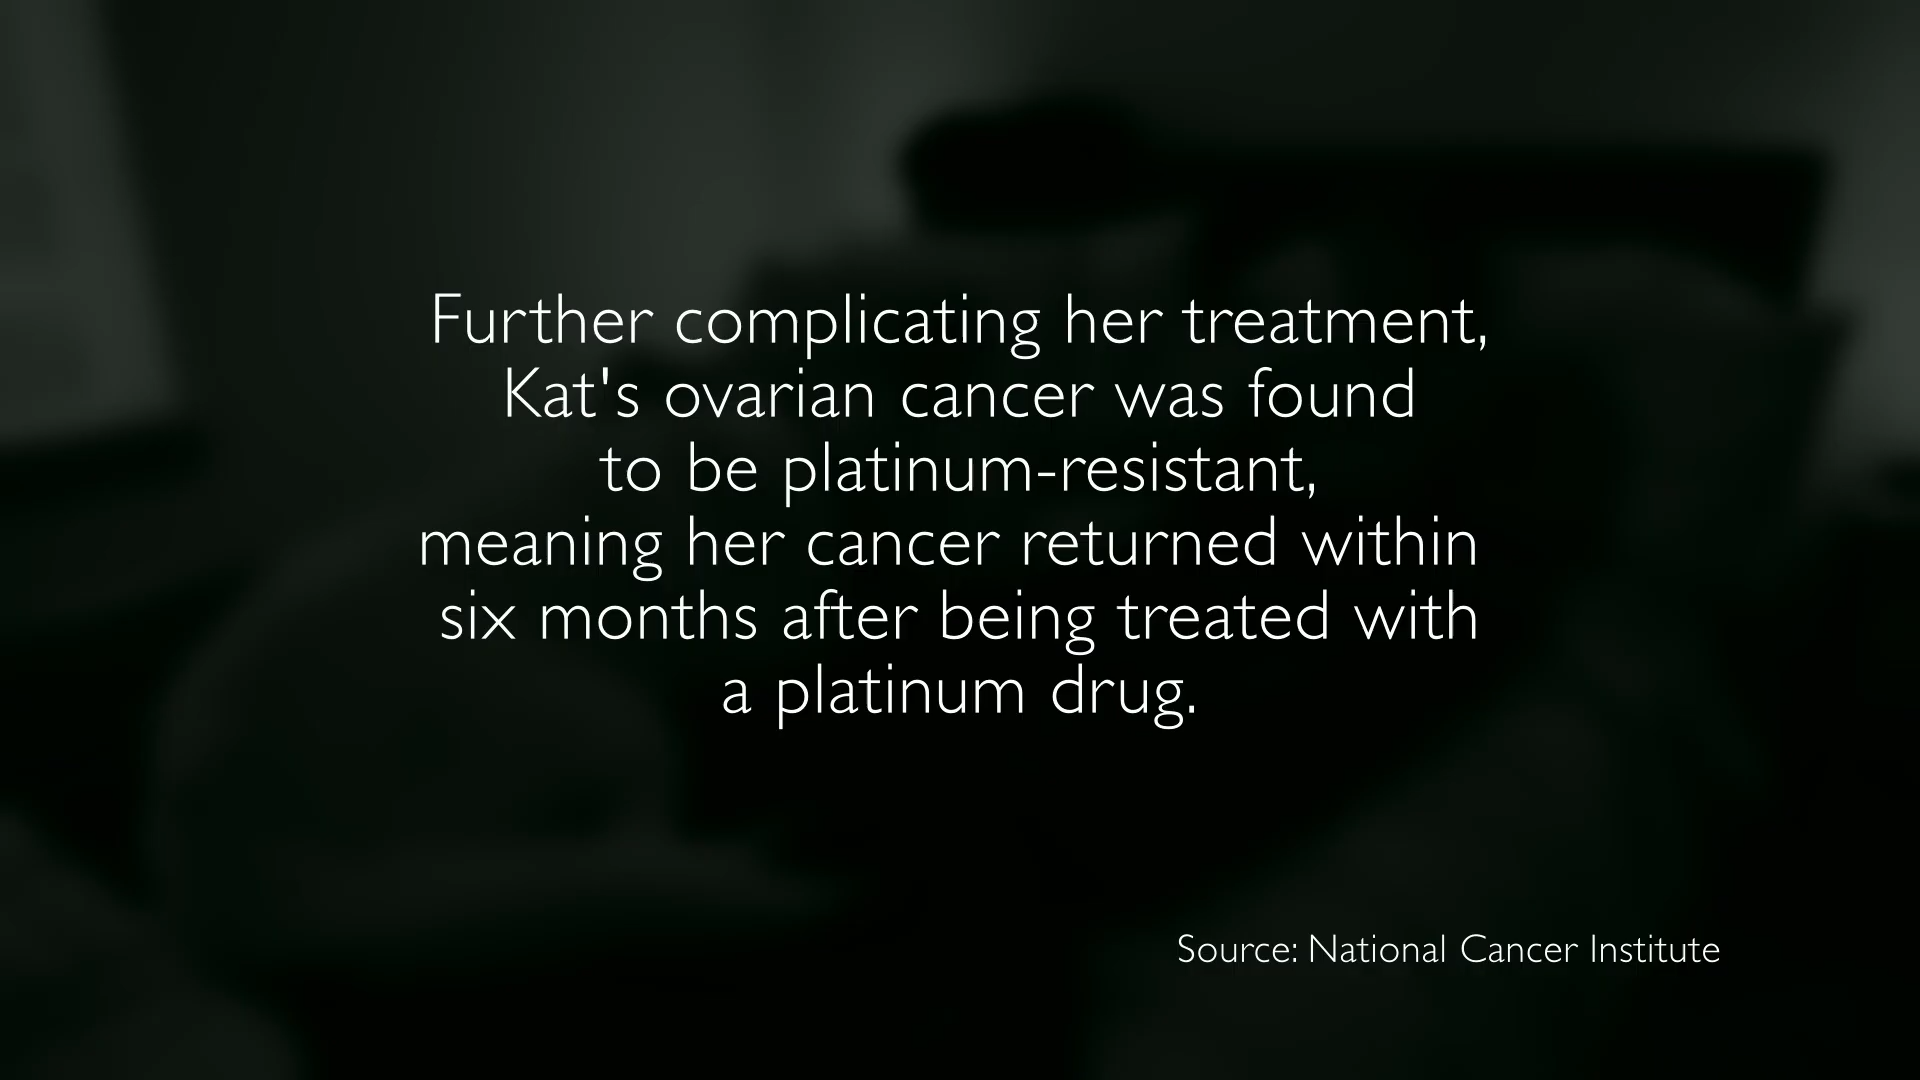 Further complicating her treatment,
Kat's ovarian cancer was found
to be platinum-resistant,
meaning her cancer returned within
six months after being treated with
a platinum drug.
Source: National Cancer Institute